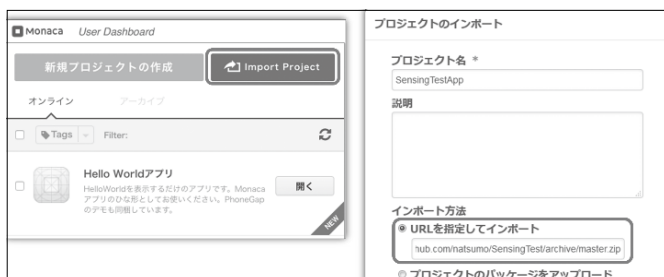 Monaca User Dashboard
新規プロジェクトの作成
Import Project
オンライン
アーカイブ
Tags
Filter:
Hello Worldアプリ
HelloWorldを表示するだけのアプリです。Monaca
アプリのひな形としてお使いください。PhoneGap
のデモも同梱しています。
開く
NEW
プロジェクトのインポート
プロジェクト名 *
SensingTestApp
説明
インポート方法
URLを指定してインポート
hub.com/natsumo/SensingTest/archive/master.zip
プロジェクトのパッケージをアップロード